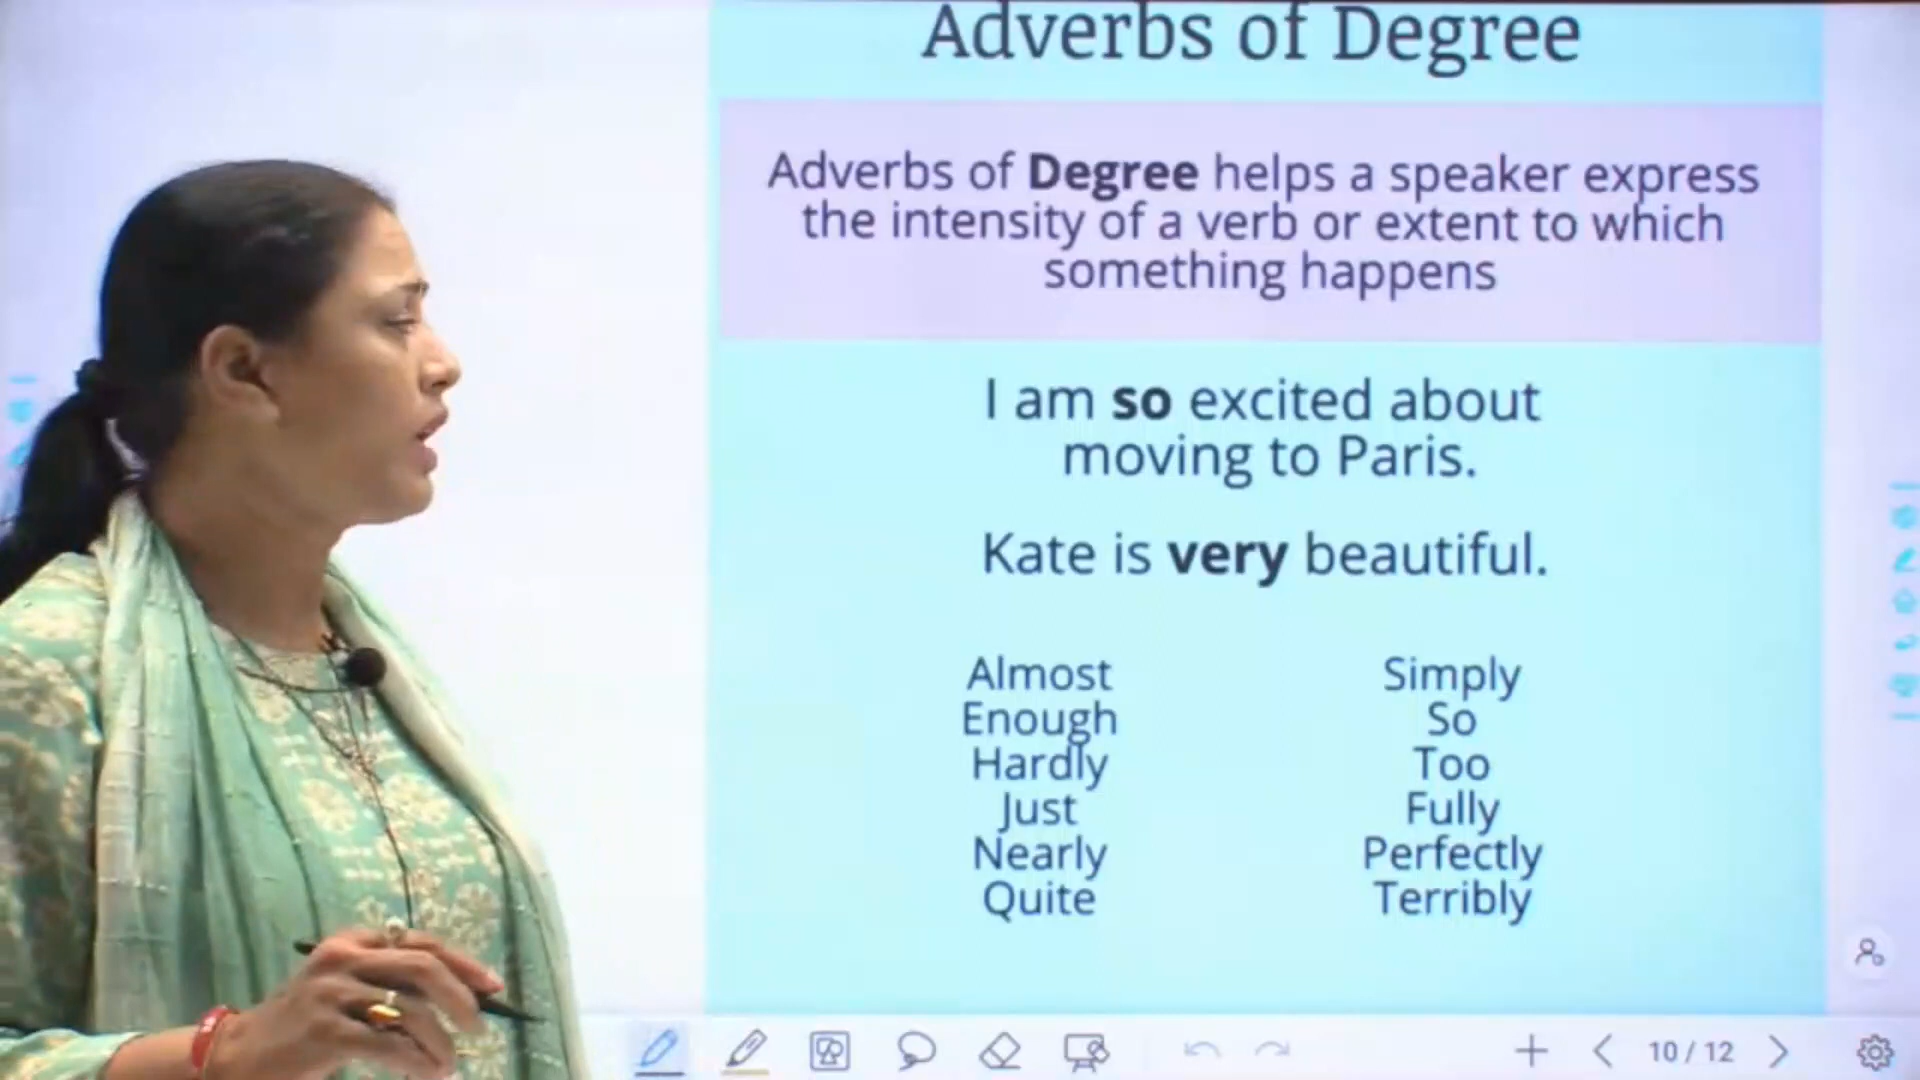 Adverbs of Degree
Adverbs of Degree helps a speaker express
the intensity of a verb or extent to which
something happens
I am so excited about
moving to Paris.
Kate is very beautiful.
Almost
Enough
Hardly
Just
Nearly
Quite
Simply
So
Too
Fully
Perfectly
Terribly
10 / 12